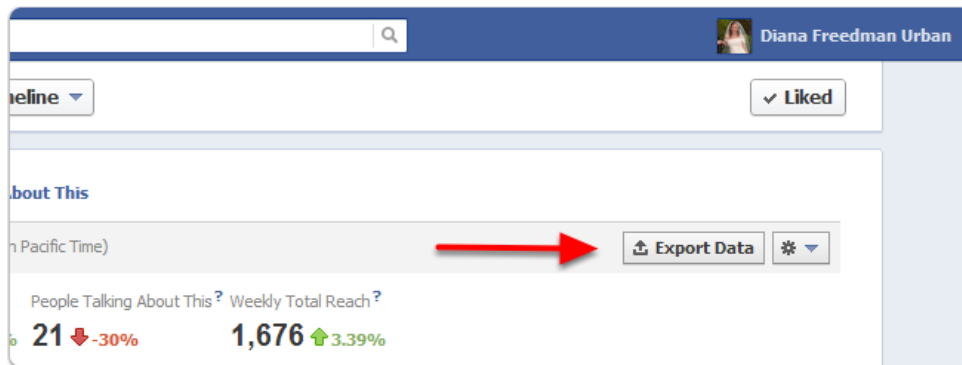 Diana Freedman Urban
neline
Liked
About This
n Pacific Time)
Export Data
People Talking About This? Weekly Total Reach?
% 21 -30% 1,676 3.39%